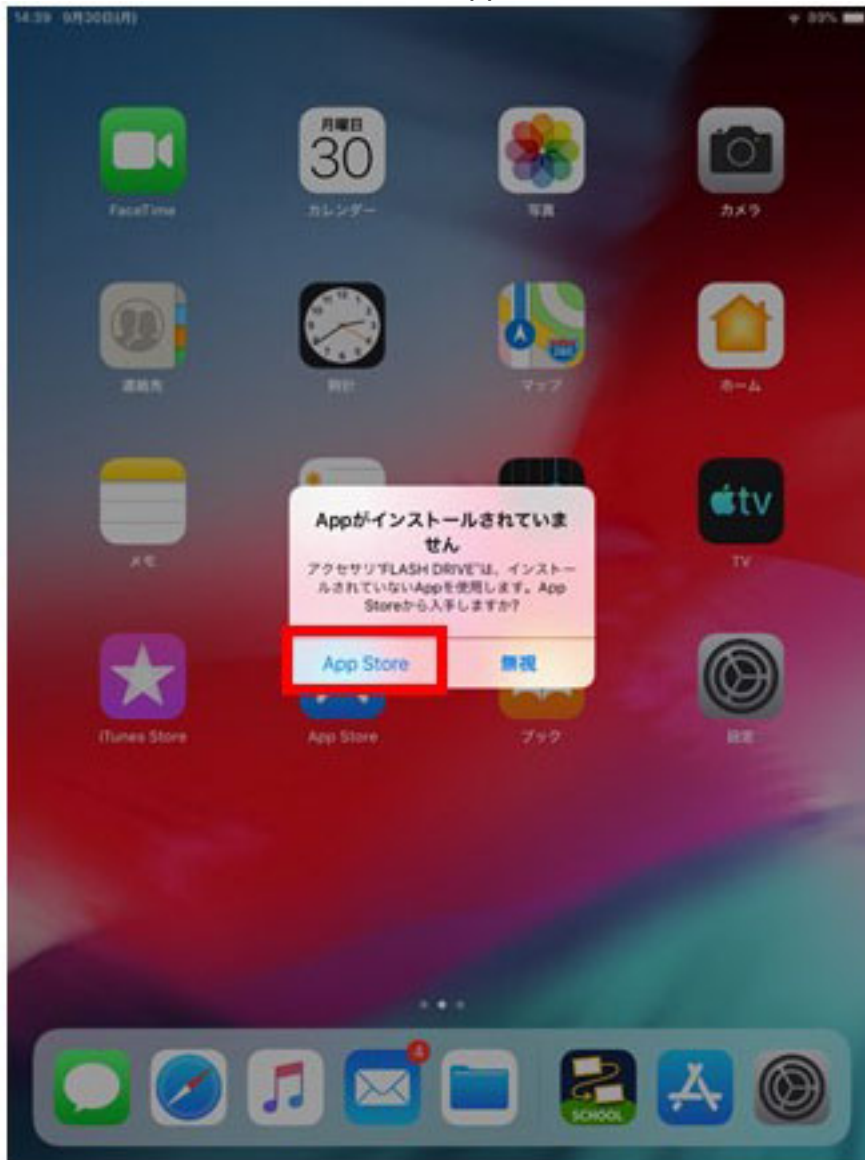 14:39 9月30日(月)
89%
月曜日
30
FaceTime
カレンダー
写真
カメラ
連絡先
時計
マップ
ホーム
tv
メモ
TV
Appがインストールされていま
せん
アクセサリ"FLASH DRIVE"は、インストー
ルされていないAppを使用します。App
Storeから入手しますか?
App Store
無視
iTunes Store
App Store
ブック
設定
4
SCHOOL